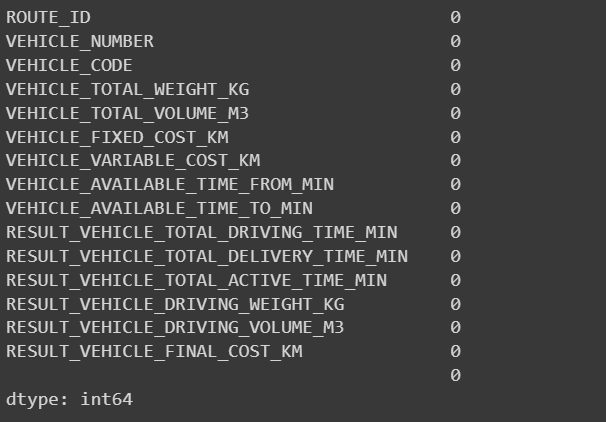 ROUTE_ID 0
VEHICLE_NUMBER 0
VEHICLE_CODE 0
VEHICLE_TOTAL_WEIGHT_KG 0
VEHICLE_TOTAL_VOLUME_M3 0
VEHICLE_FIXED_COST_KM 0
VEHICLE_VARIABLE_COST_KM 0
VEHICLE_AVAILABLE_TIME_FROM_MIN 0
VEHICLE_AVAILABLE_TIME_TO_MIN 0
RESULT_VEHICLE_TOTAL_DRIVING_TIME_MIN 0
RESULT_VEHICLE_TOTAL_DELIVERY_TIME_MIN 0
RESULT_VEHICLE_TOTAL_ACTIVE_TIME_MIN 0
RESULT_VEHICLE_DRIVING_WEIGHT_KG 0
RESULT_VEHICLE_DRIVING_VOLUME_M3 0
RESULT_VEHICLE_FINAL_COST_KM 0
0
dtype: int64